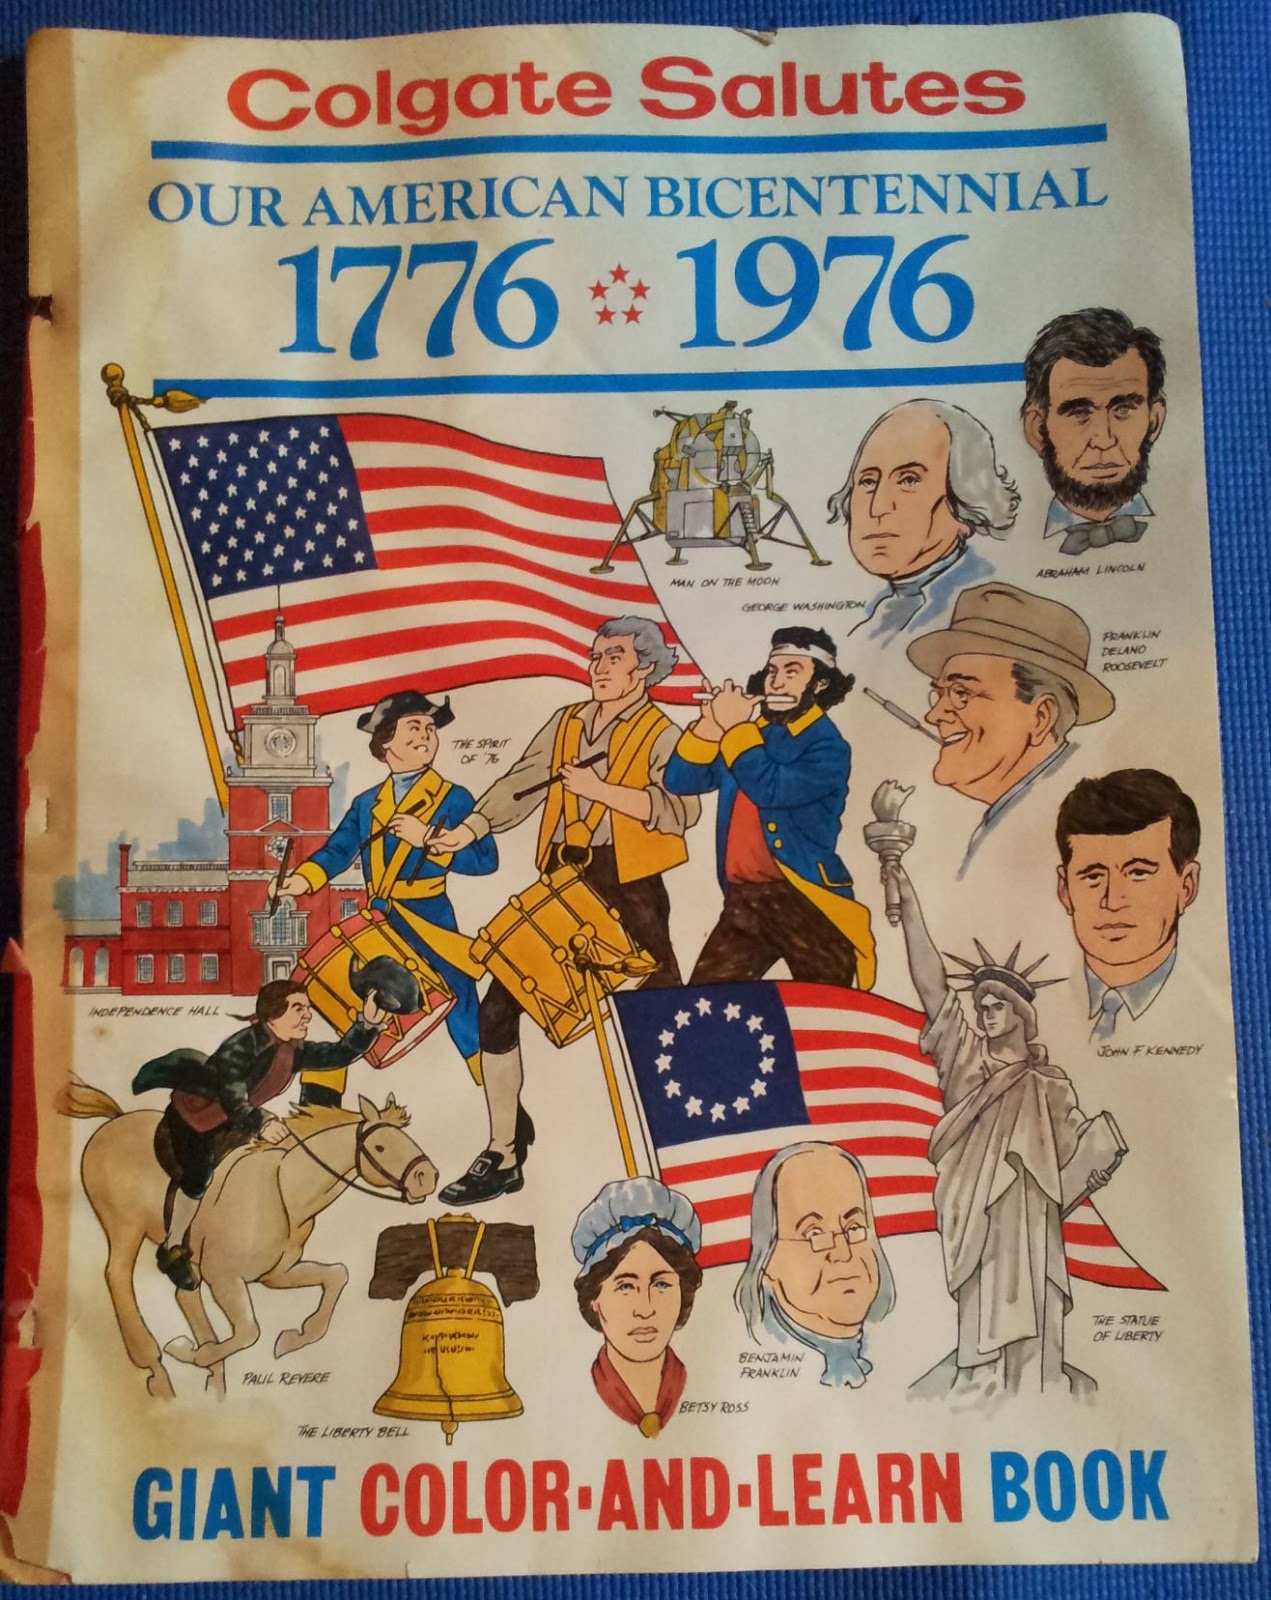 Colgate Salutes
OUR AMERICAN BICENTENNIAL
1776 1976
MAN ON THE MOON
GEORGE WASHINGTON
ABRAHAM LINCOLN
FRANKLIN
DELANO
ROOSEVELT
THE SPIRIT
OF '76
INDEPENDENCE HALL
JOHN F KENNEDY
PAUL REVERE
THE LIBERTY BELL
BETSY ROSS
BENJAMIN
FRANKLIN
THE STATUE
OF LIBERTY
GIANT COLOR·AND·LEARN BOOK